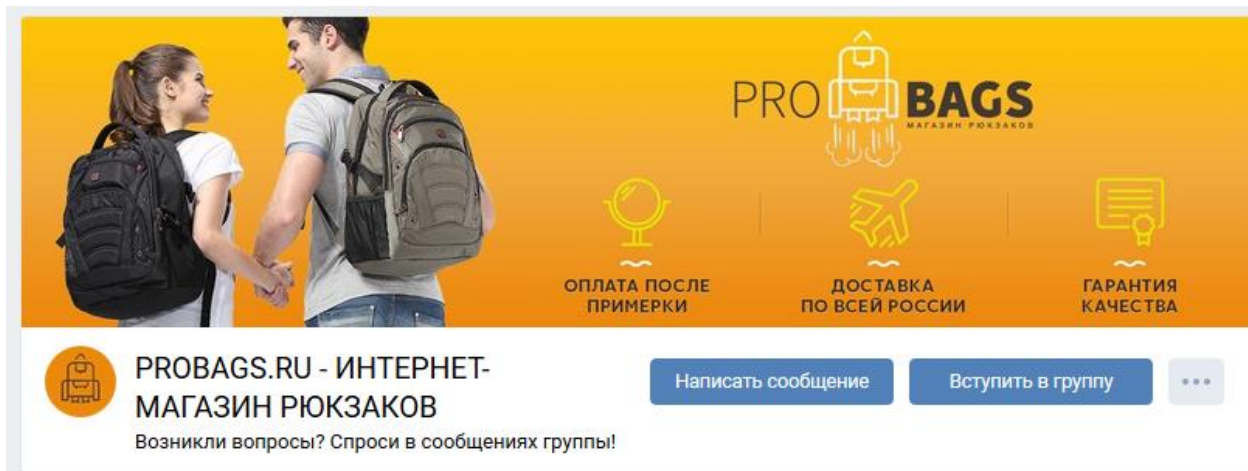 PRO BAGS
МАГАЗИН РЮКЗАКОВ
ОПЛАТА ПОСЛЕ
ПРИМЕРКИ
ДОСТАВКА
ПО ВСЕЙ РОССИИ
ГАРАНТИЯ
КАЧЕСТВА
PROBAGS.RU - ИНТЕРНЕТ-
МАГАЗИН РЮКЗАКОВ
Возникли вопросы? Спроси в сообщениях группы!
Написать сообщение
Вступить в группу